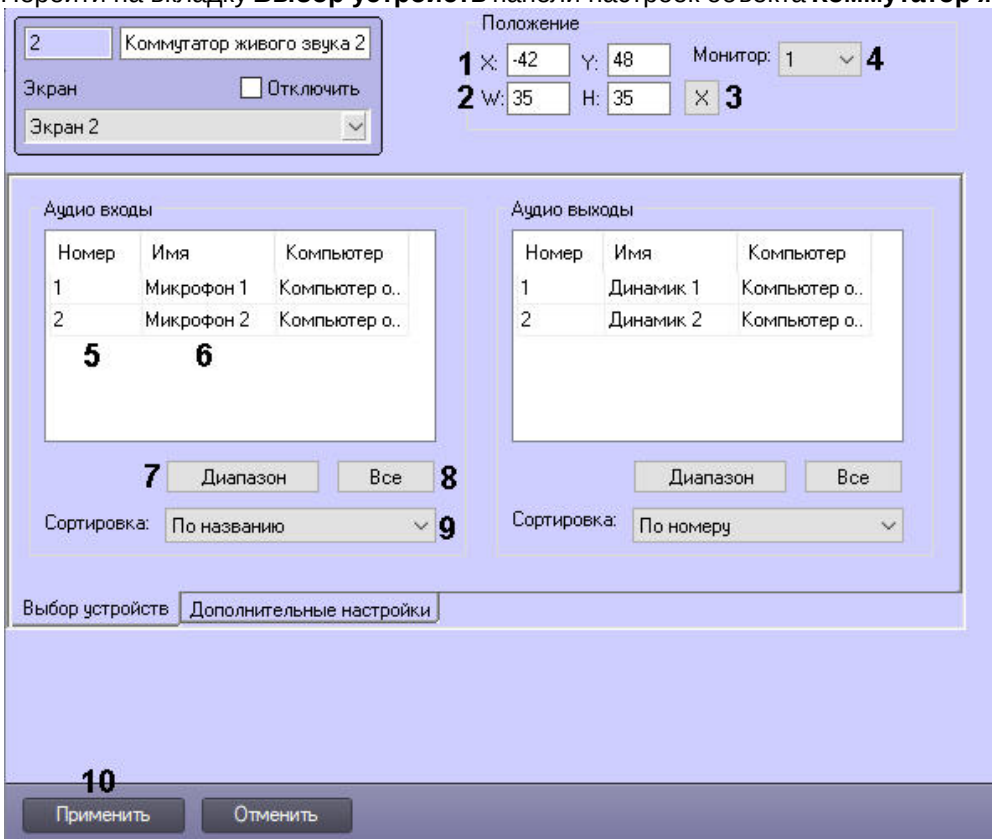 Перейти на вкладку Выбор устройств панели настроек объекта Коммутатор
2 Коммутатор живого звука 2
Экран Отключить
Экран 2
Положение
1 X: -42 Y: 48 Монитор: 1 4
2 W: 35 H: 35 X 3
Аудио входы
Номер Имя Компьютер
1 Микрофон 1 Компьютер о..
2 Микрофон 2 Компьютер о..
5 6
7 Диапазон Все 8
Сортировка: По названию 9
Аудио выходы
Номер Имя Компьютер
1 Динамик 1 Компьютер о..
2 Динамик 2 Компьютер о..
Диапазон Все
Сортировка: По номеру
Выбор устройств Дополнительные настройки
10
Применить Отменить